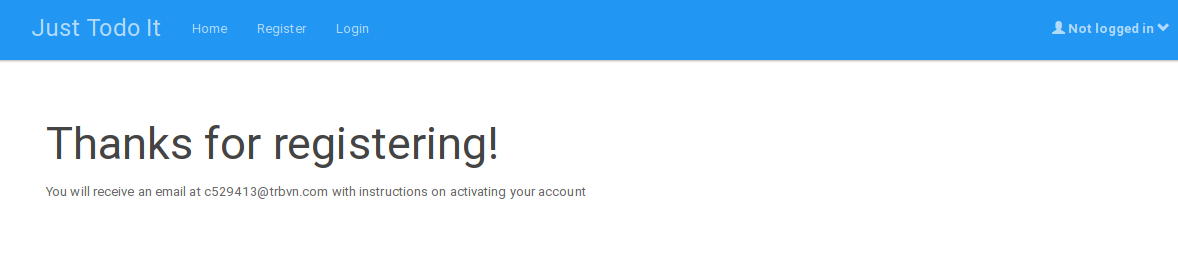 Just Todo It Home Register Login Not logged in
Thanks for registering!
You will receive an email at c529413@trbvn.com with instructions on activating your account